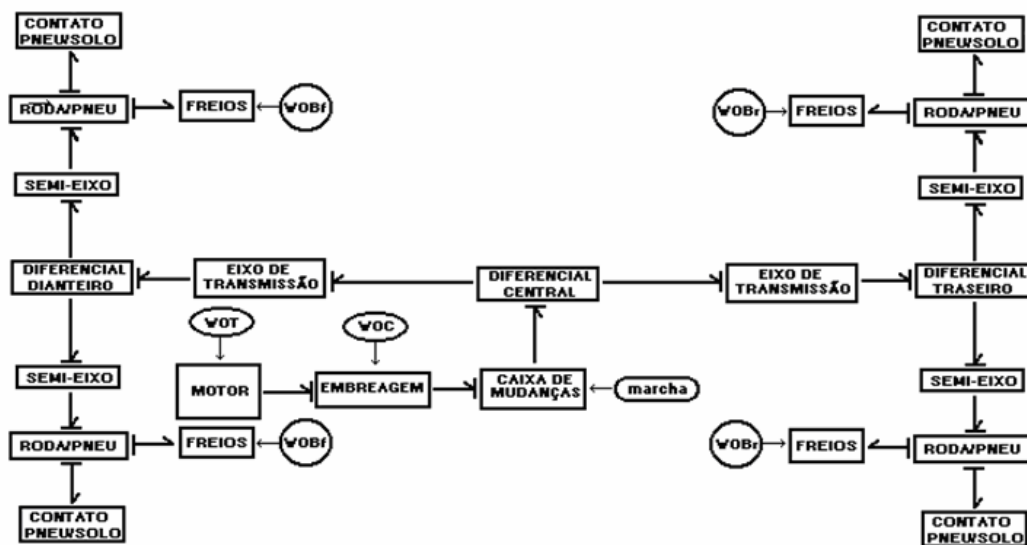 CONTATO
PNEU/SOLO
CONTATO
PNEU/SOLO
RODA/PNEU
FREIOS
WOBf
WOBr
FREIOS
RODA/PNEU
SEMI-EIXO
SEMI-EIXO
DIFERENCIAL
DIANTEIRO
EIXO DE
TRANSMISSÃO
DIFERENCIAL
CENTRAL
EIXO DE
TRANSMISSÃO
DIFERENCIAL
TRASEIRO
WOT
WOC
SEMI-EIXO
MOTOR
EMBREAGEM
CAIXA DE
MUDANÇAS
marcha
SEMI-EIXO
RODA/PNEU
FREIOS
WOBf
WOBr
FREIOS
RODA/PNEU
CONTATO
PNEU/SOLO
CONTATO
PNEU/SOLO